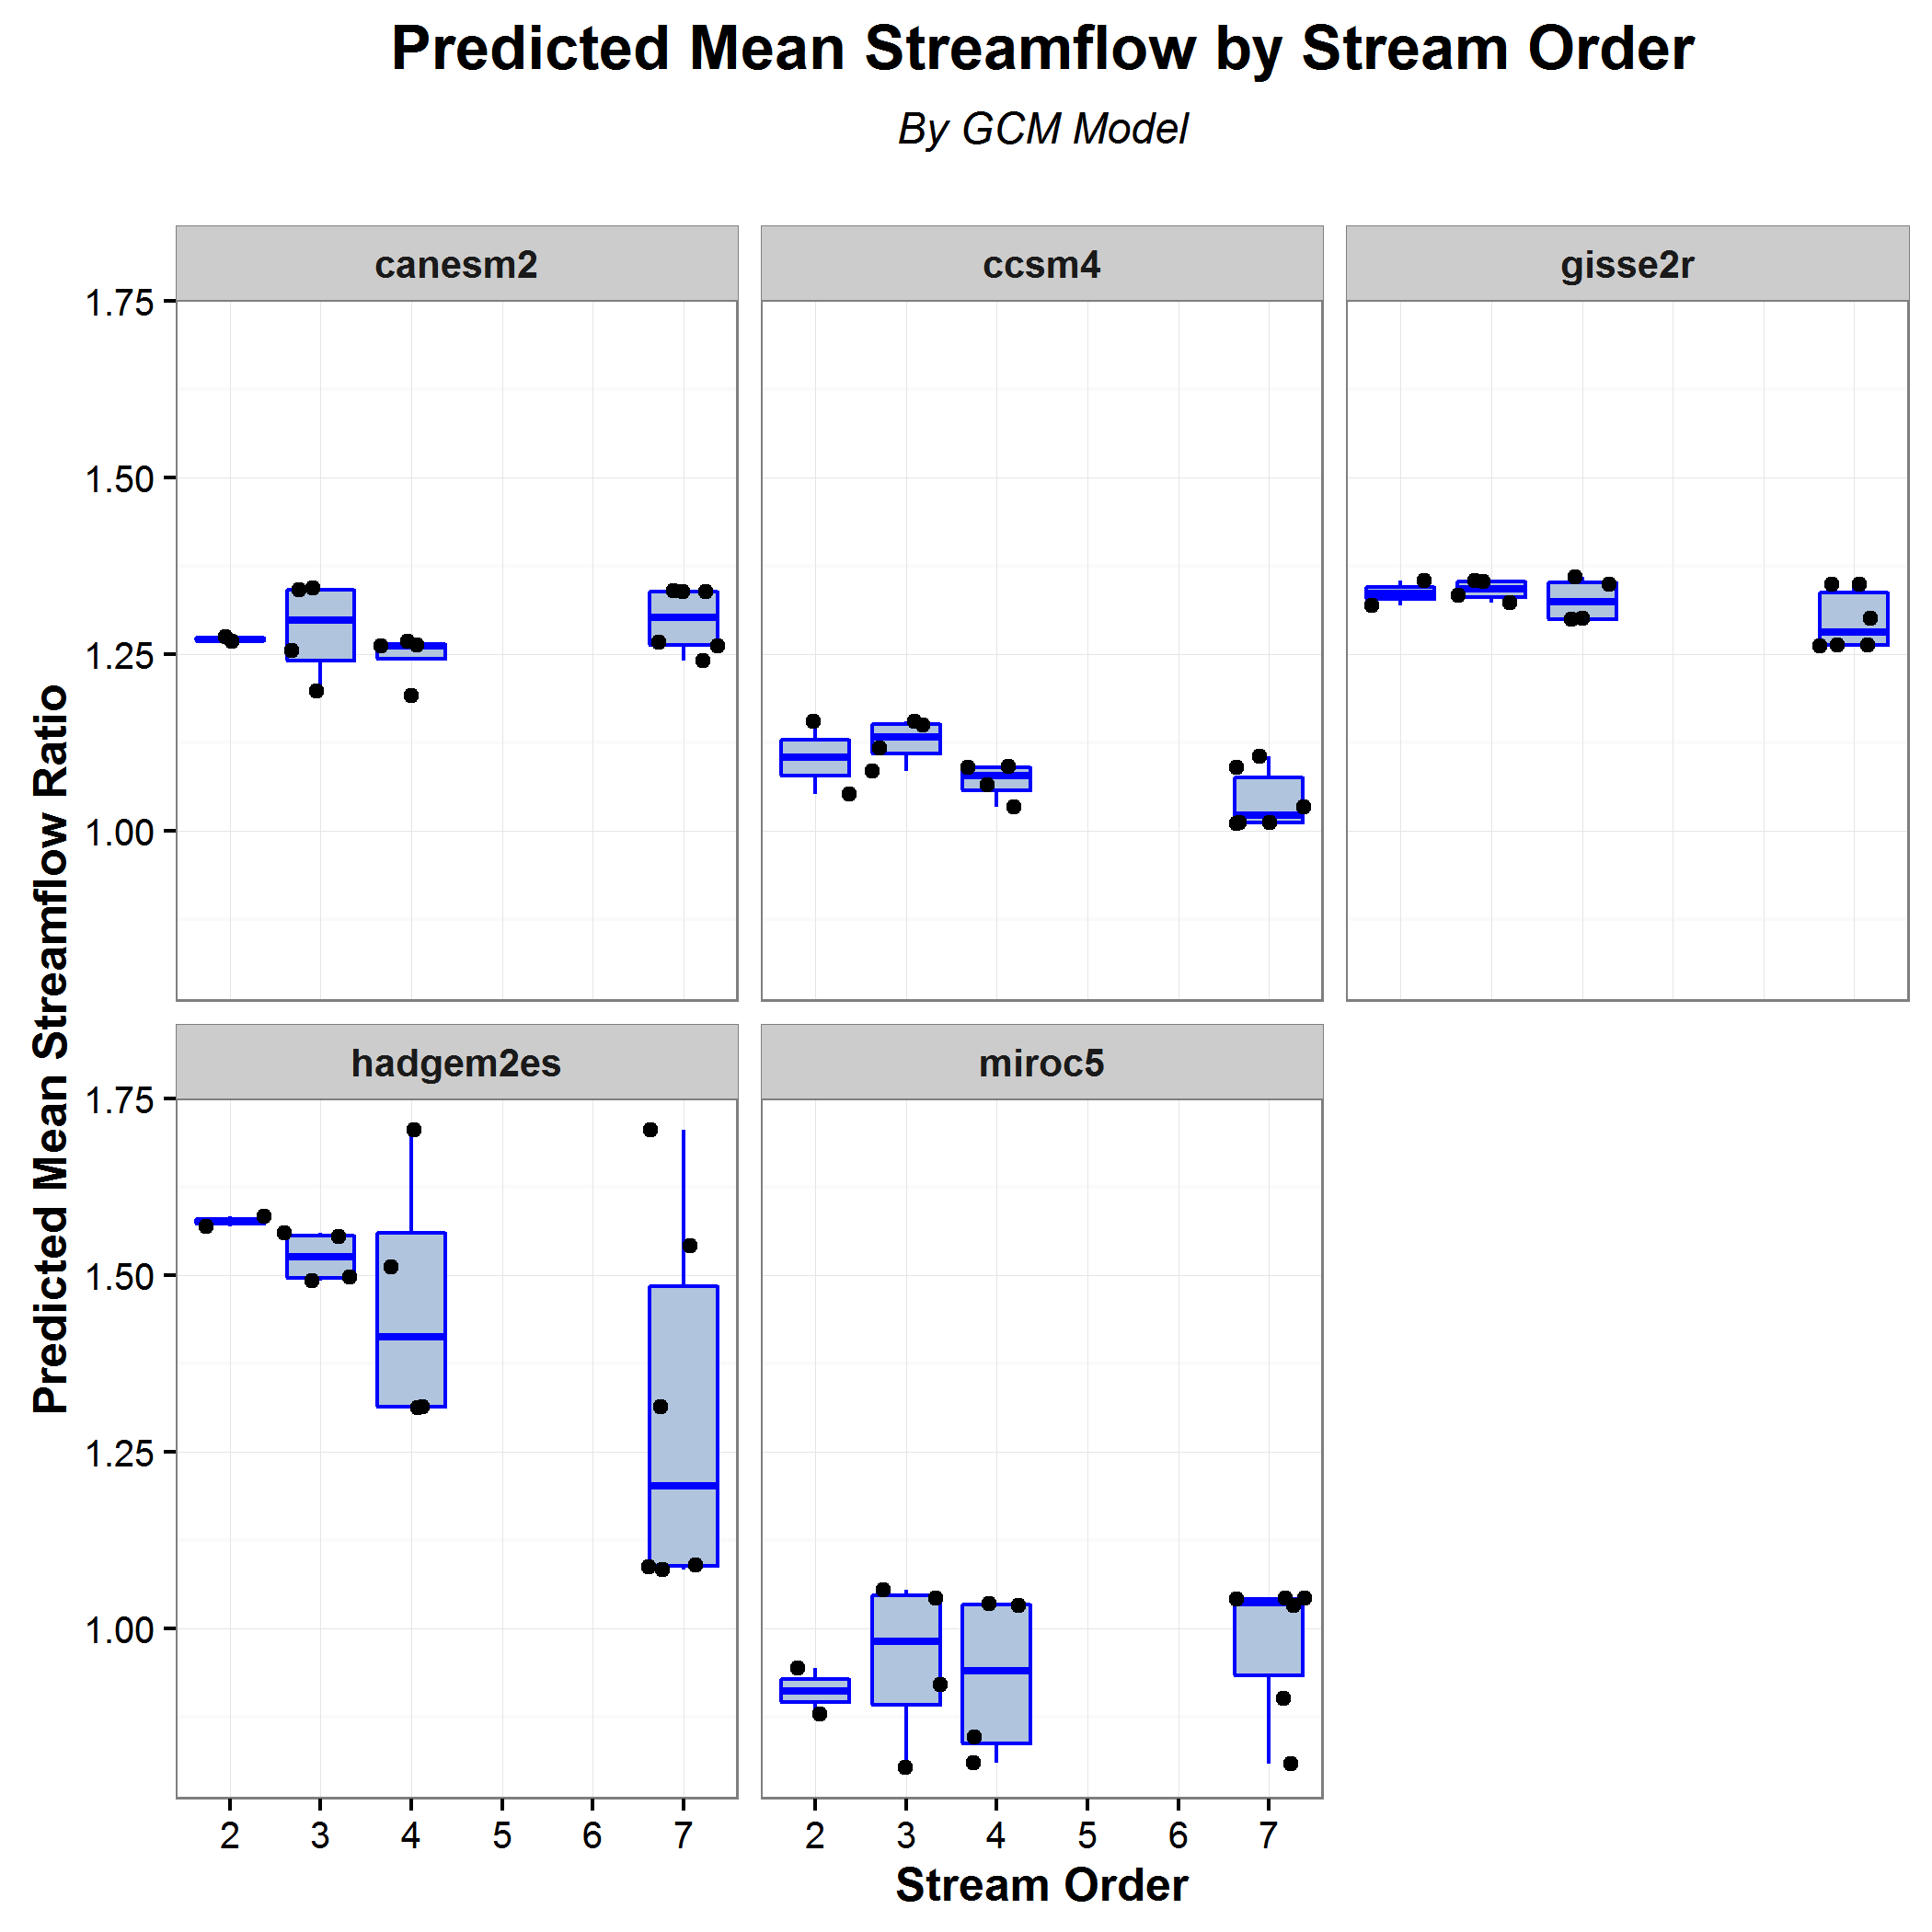 Predicted Mean Streamflow by Stream Order
By GCM Model
canesm2
ccsm4
gisse2r
1.75
1.50
1.25
1.00
Predicted Mean Streamflow Ratio
hadgem2es
miroc5
1.75
1.50
1.25
1.00
2 3 4 5 6 7
2 3 4 5 6 7
Stream Order